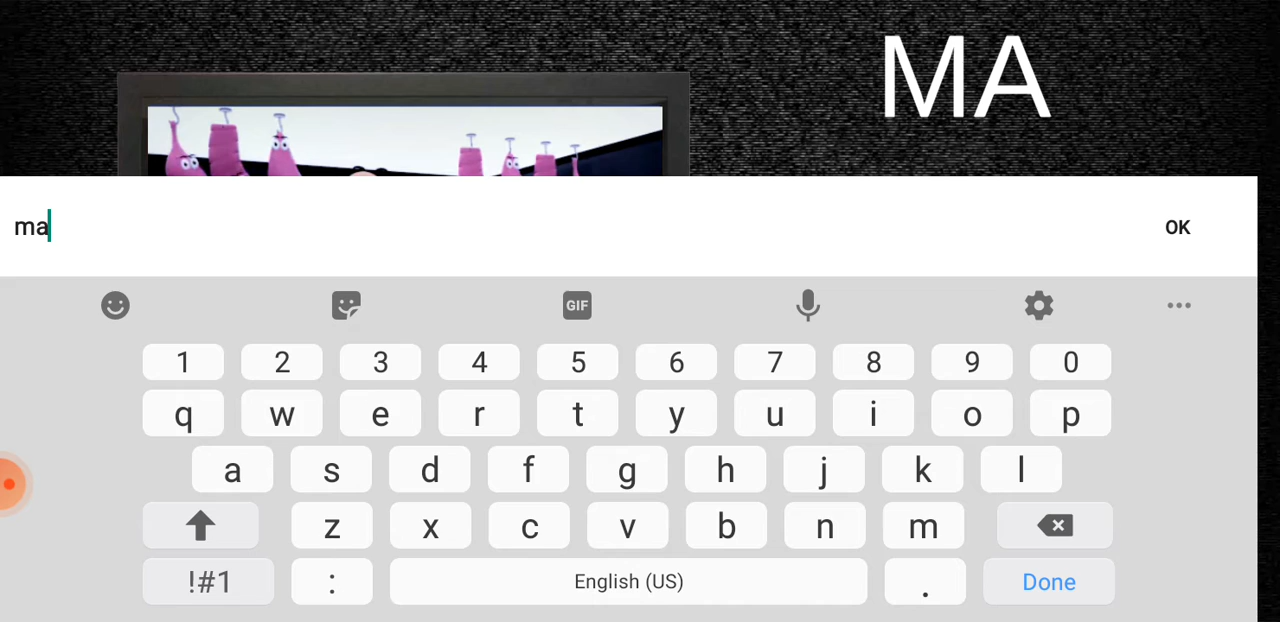 MA
ma
OK
GIF
1 2 3 4 5 6 7 8 9 0
q w e r t y u i o p
a s d f g h j k l
z x c v b n m
!#1 : English (US) . Done